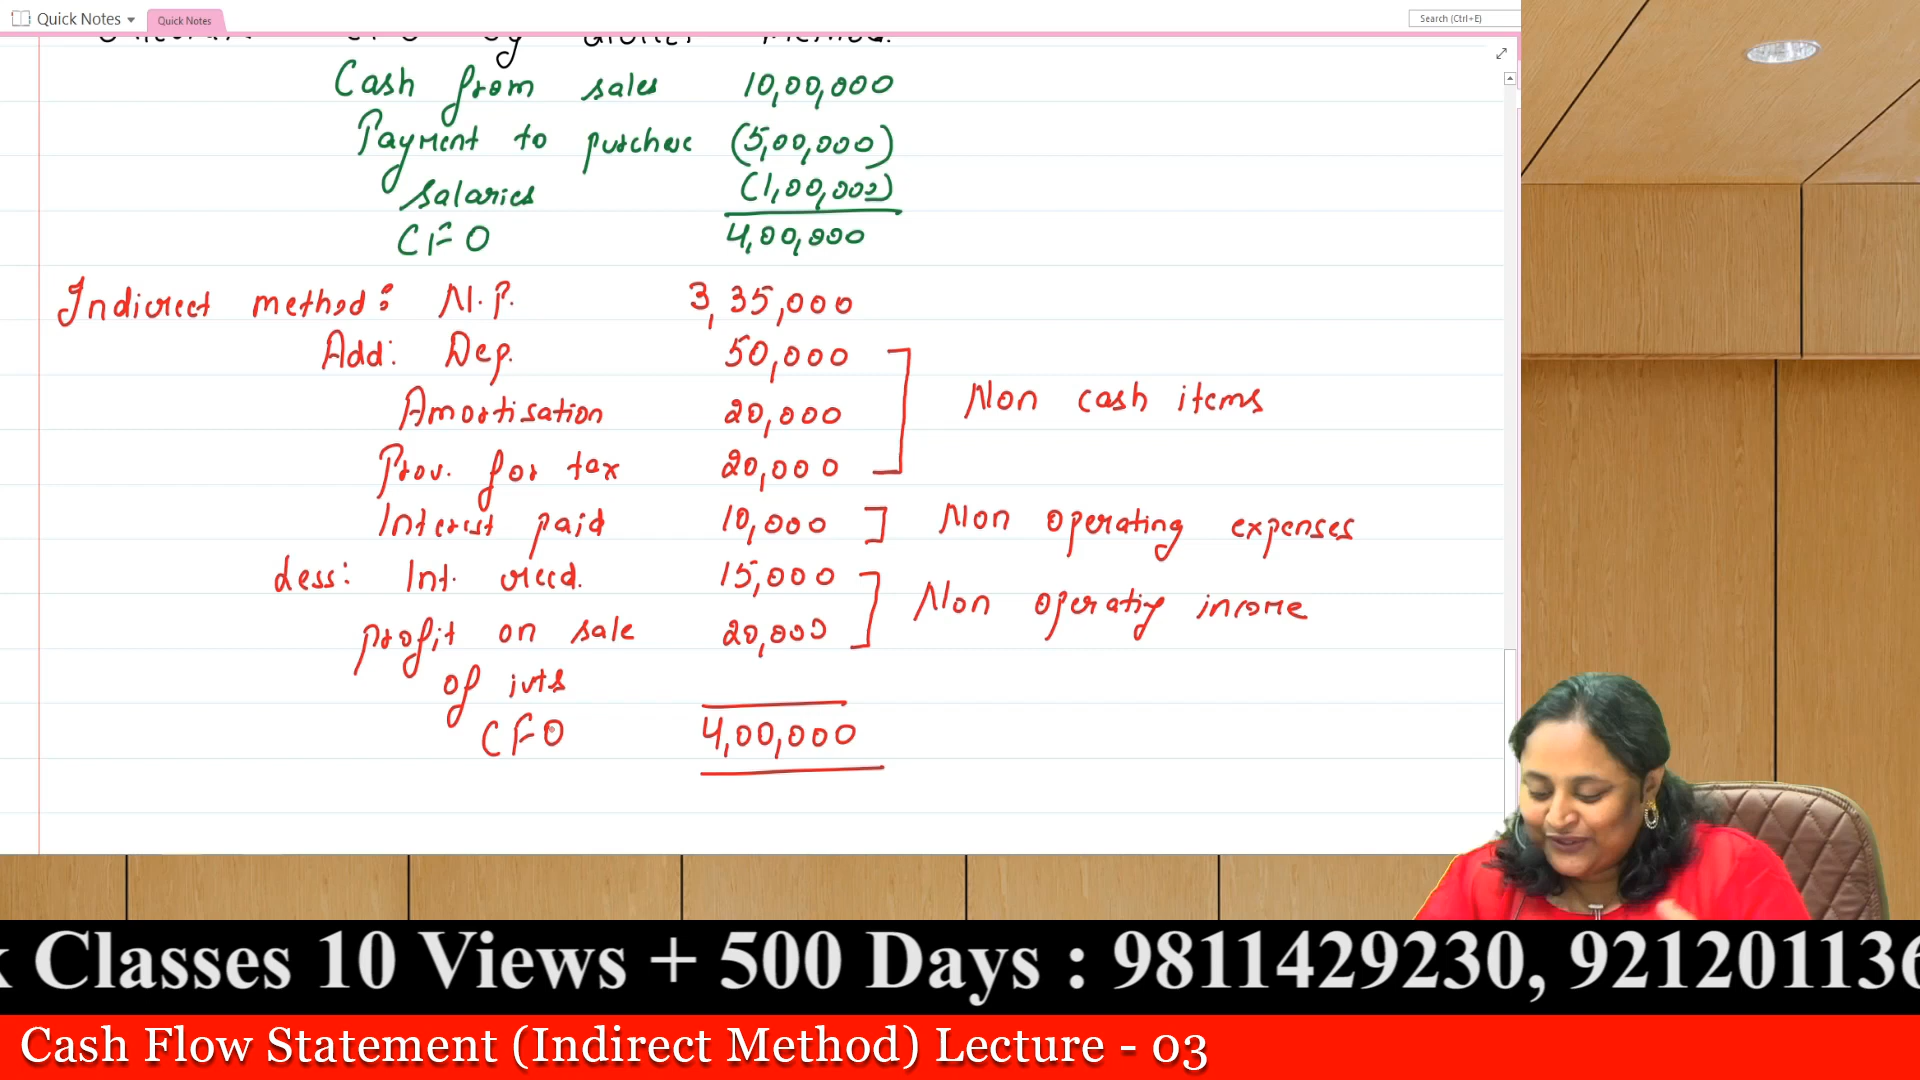 Quick Notes
Quick Notes
Search (Ctrl+E)
CFO by direct method.
Cash from sales 10,00,000
Payment to purchase (5,00,000)
salaries (1,00,000)
CFO 4,00,000
Indirect method: N.P. 3,35,000
Add: Dep. 50,000
Amortisation 20,000
Prov. for tax 20,000
Non cash items
Interest paid 10,000 Non operating expenses
Less: Int. recd. 15,000
profit on sale 20,000
Non operating income
of ivts
CFO 4,00,000
k Classes 10 Views + 500 Days : 9811429230, 921201136
Cash Flow Statement (Indirect Method) Lecture - 03